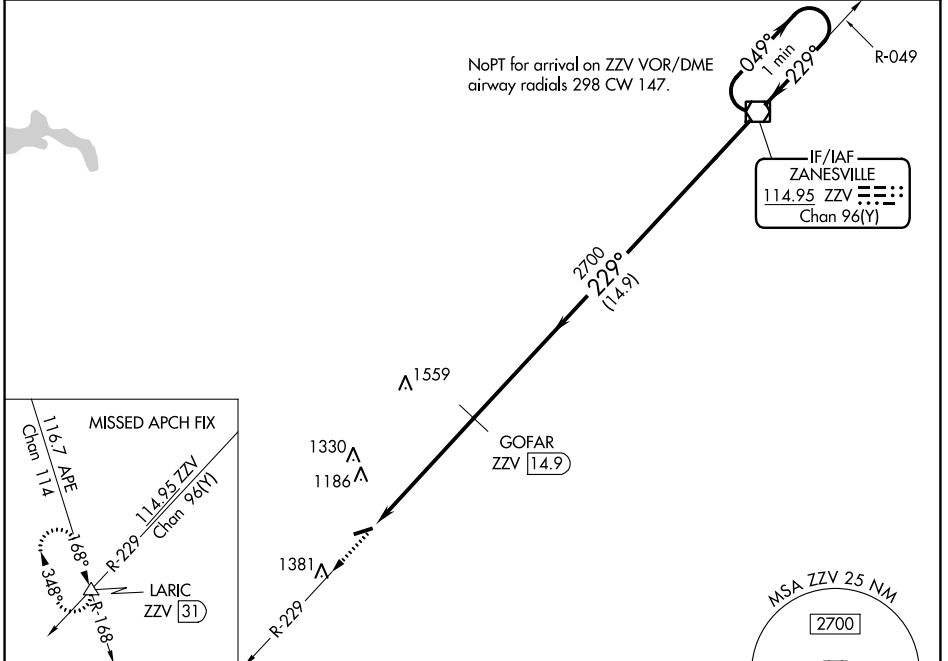 NoPT for arrival on ZZV VOR/DME
airway radials 298 CW 147.
049°
1 min
229°
R-049
IF/IAF
ZANESVILLE
114.95 ZZV
Chan 96(Y)
2700
229°
(14.9)
1559
GOFAR
ZZV 14.9
1330
1186
1381
R-229
MISSED APCH FIX
116.7 APE
Chan 114
114.95 ZZV
Chan 96(Y)
R-229
168°
348°
R-168
LARIC
ZZV 31
MSA ZZV 25 NM
2700